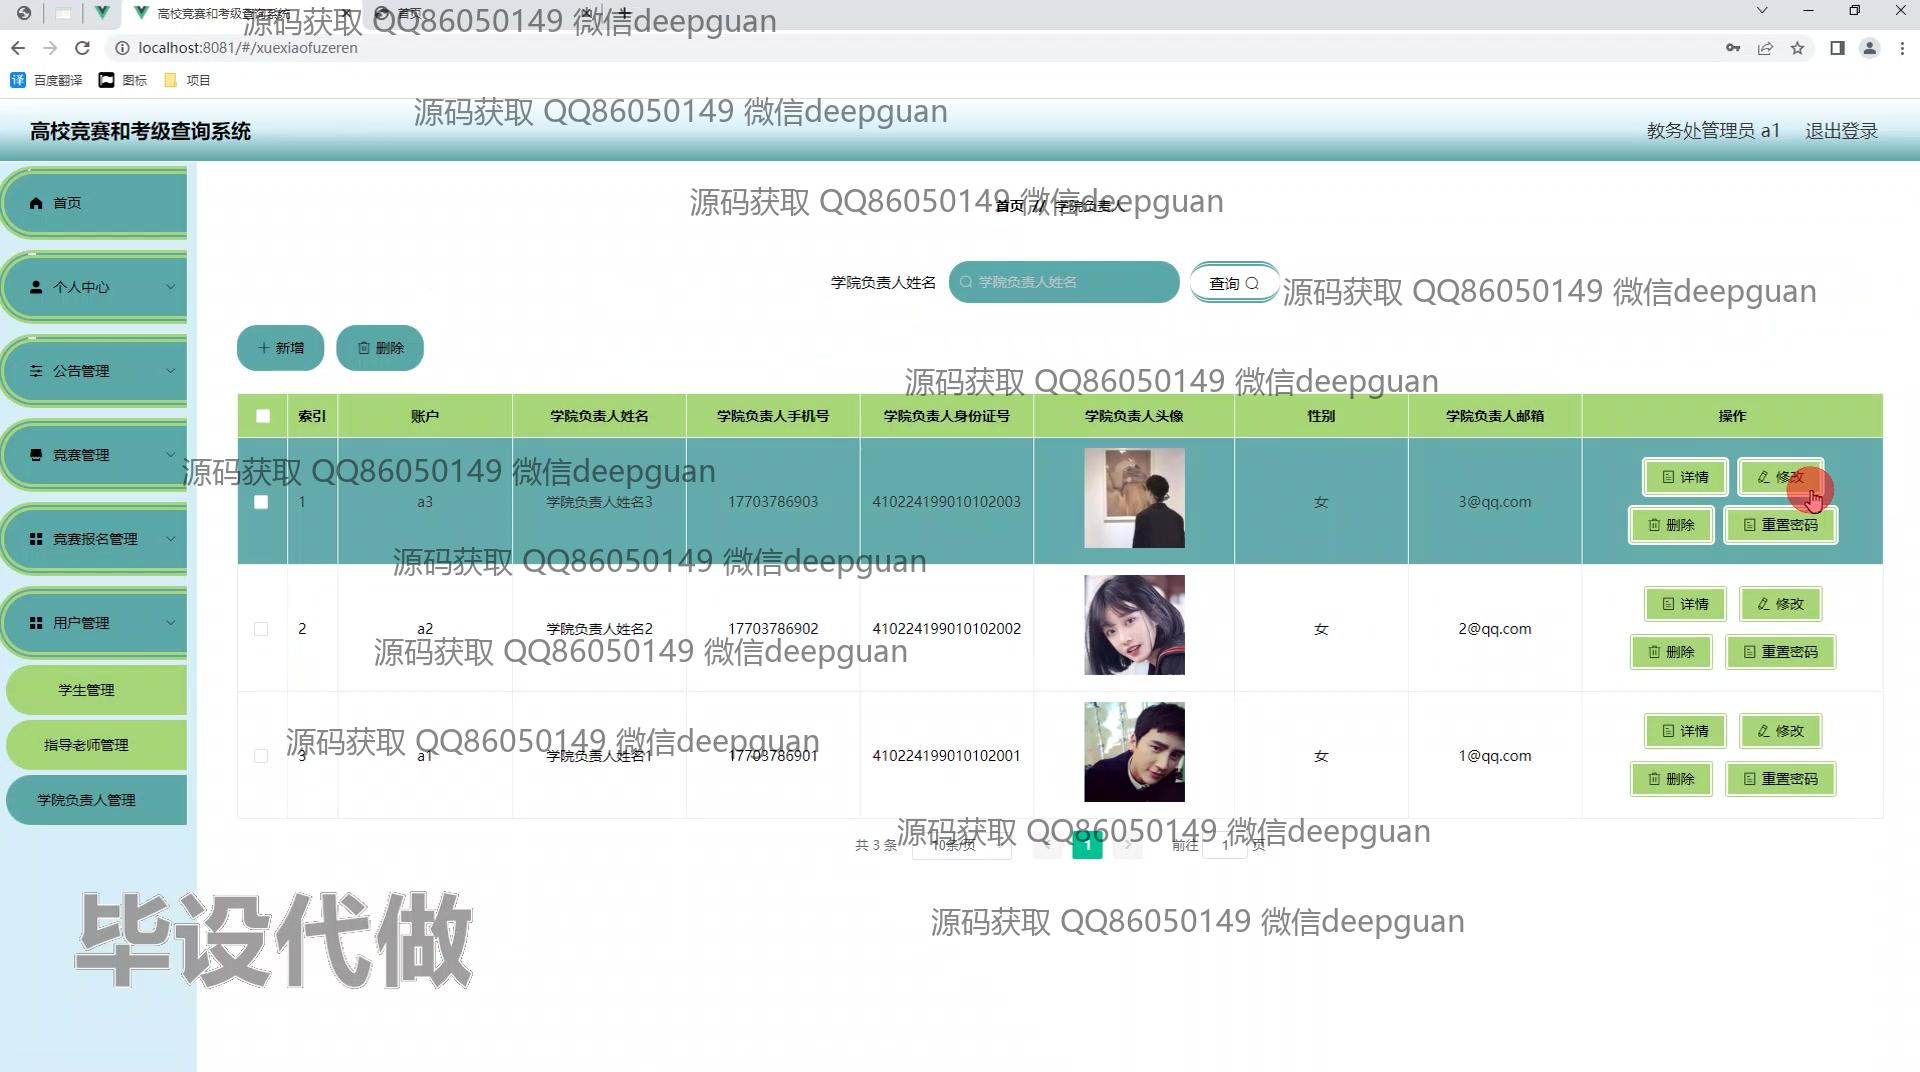 高校竞赛和考级查询系统
首页
源码获取 QQ86050149 微信deepguan
localhost:8081/#/xuexiaofuzeren
百度翻译 图标 项目
源码获取 QQ86050149 微信deepguan
高校竞赛和考级查询系统
教务处管理员 a1 退出登录
源码获取 QQ86050149 微信deepguan
首页 // 学院负责人
首页
个人中心
公告管理
竞赛管理
竞赛报名管理
用户管理
学生管理
指导老师管理
学院负责人管理
学院负责人姓名 学院负责人姓名 查询
源码获取 QQ86050149 微信deepguan
新增 删除
源码获取 QQ86050149 微信deepguan
索引 账户 学院负责人姓名 学院负责人手机号 学院负责人身份证号 学院负责人头像 性别 学院负责人邮箱 操作
源码获取 QQ86050149 微信deepguan
1 a3 学院负责人姓名3 17703786903 410224199010102003 女 3@qq.com 详情 修改 删除 重置密码
源码获取 QQ86050149 微信deepguan
2 a2 学院负责人姓名2 17703786902 410224199010102002 女 2@qq.com 详情 修改 删除 重置密码
源码获取 QQ86050149 微信deepguan
源码获取 QQ86050149 微信deepguan
3 a1 学院负责人姓名1 17703786901 410224199010102001 女 1@qq.com 详情 修改 删除 重置密码
源码获取 QQ86050149 微信deepguan
共 3 条 10条/页 1 前往 1 页
源码获取 QQ86050149 微信deepguan
毕设代做